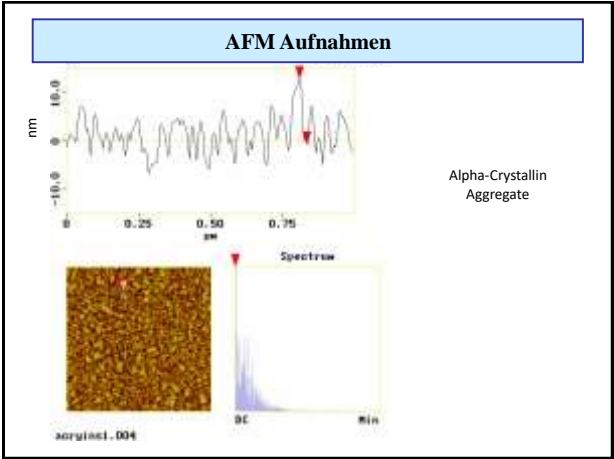 AFM Aufnahmen
10.0
nm
0
-10.0
0 0.25 0.50 0.75
µm
Alpha-Crystallin
Aggregate
Spectrum
DC Min
acryins1.004